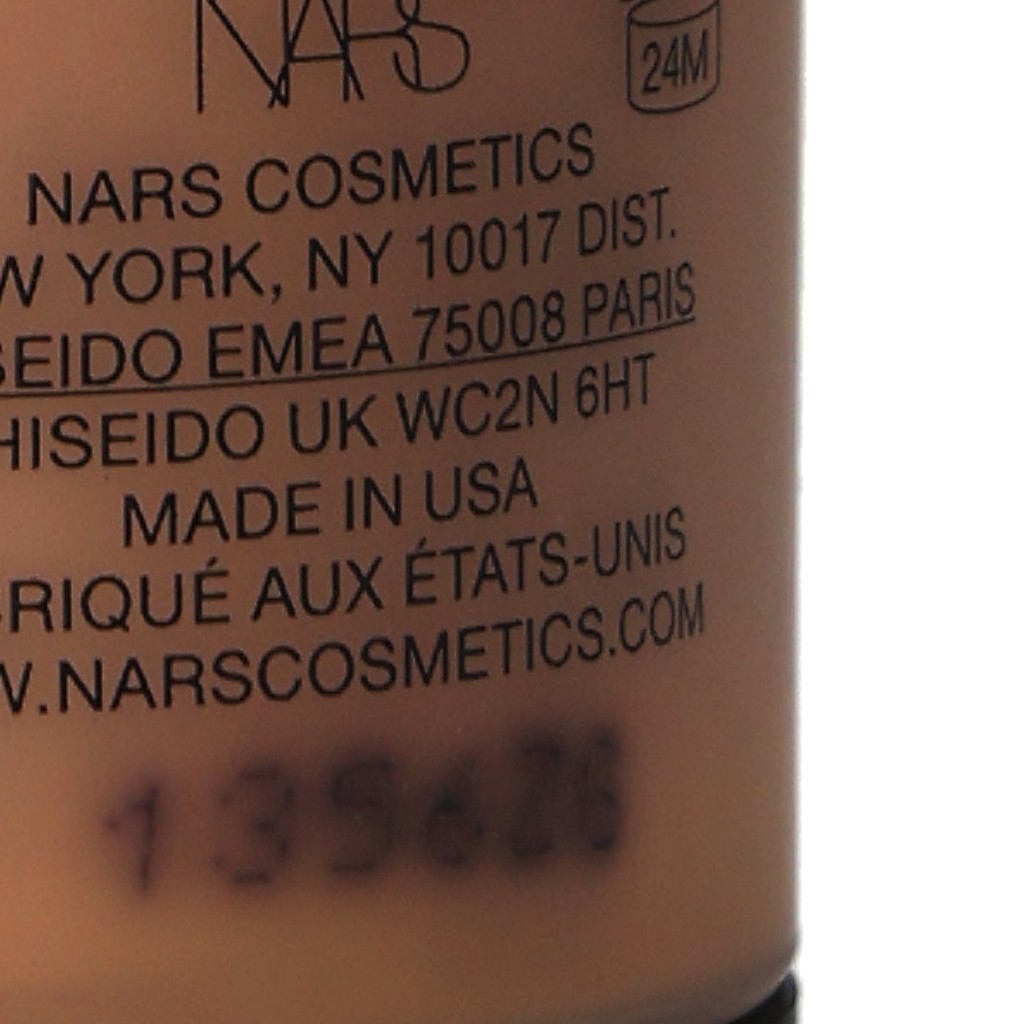 NARS
24M
NARS COSMETICS
W YORK, NY 10017 DIST.
SEIDO EMEA 75008 PARIS
HISEIDO UK WC2N 6HT
MADE IN USA
RIQUÉ AUX ÉTATS-UNIS
W.NARSCOSMETICS.COM